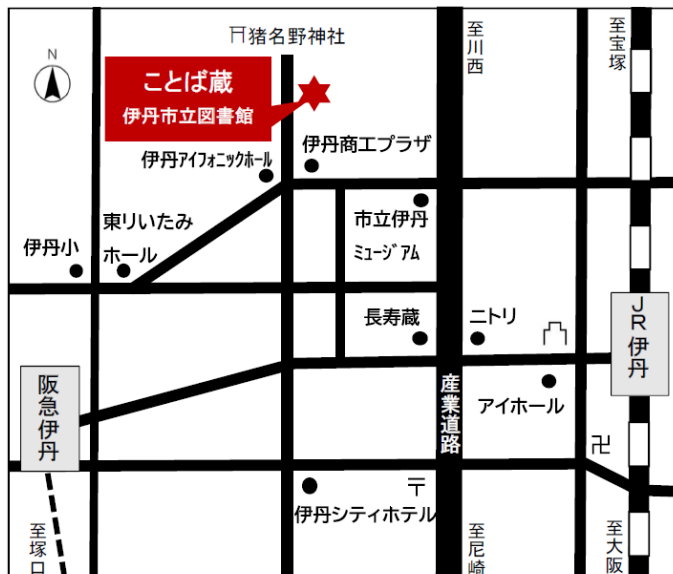 猪名野神社
至川西
至宝塚
N
ことば蔵
伊丹市立図書館
伊丹商工プラザ
伊丹アイフォニックホール
東りいたみ
ホール
市立伊丹
ミュージアム
伊丹小
長寿蔵
ニトリ
JR伊丹
阪急伊丹
産業道路
アイホール
伊丹シティホテル
至塚口
至尼崎
至大阪